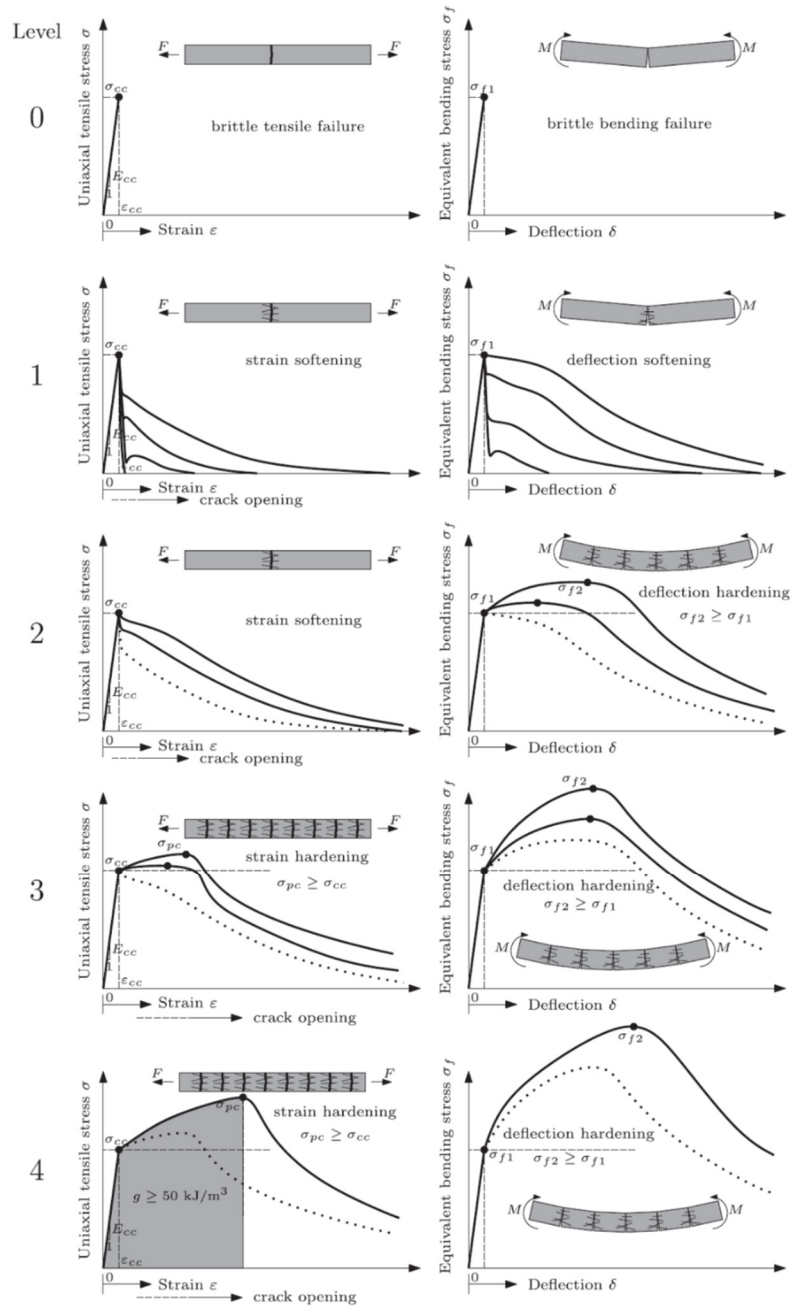 Level
0
Uniaxial tensile stress σ
σcc
Ecc
1
εcc
0
Strain ε
F
F
brittle tensile failure
Equivalent bending stress σf
σf1
0
Deflection δ
M
M
brittle bending failure
1
Uniaxial tensile stress σ
σcc
Ecc
1
cc
0
Strain ε
crack opening
F
F
strain softening
Equivalent bending stress σf
σf1
0
Deflection δ
M
M
deflection softening
2
Uniaxial tensile stress σ
σcc
Ecc
1
εcc
0
Strain ε
crack opening
F
F
strain softening
Equivalent bending stress σf
σf1
σf2
0
Deflection δ
M
M
deflection hardening
σf2 ≥ σf1
3
Uniaxial tensile stress σ
σcc
σpc
Ecc
1
εcc
0
Strain ε
crack opening
F
F
strain hardening
σpc ≥ σcc
Equivalent bending stress σf
σf1
σf2
deflection hardening
σf2 ≥ σf1
M
M
0
Deflection δ
4
Uniaxial tensile stress σ
σcc
σpc
Ecc
1
εcc
0
Strain ε
crack opening
F
F
strain hardening
σpc ≥ σcc
g ≥ 50 kJ/m³
Equivalent bending stress σf
σf1
σf2
deflection hardening
σf2 ≥ σf1
M
M
0
Deflection δ